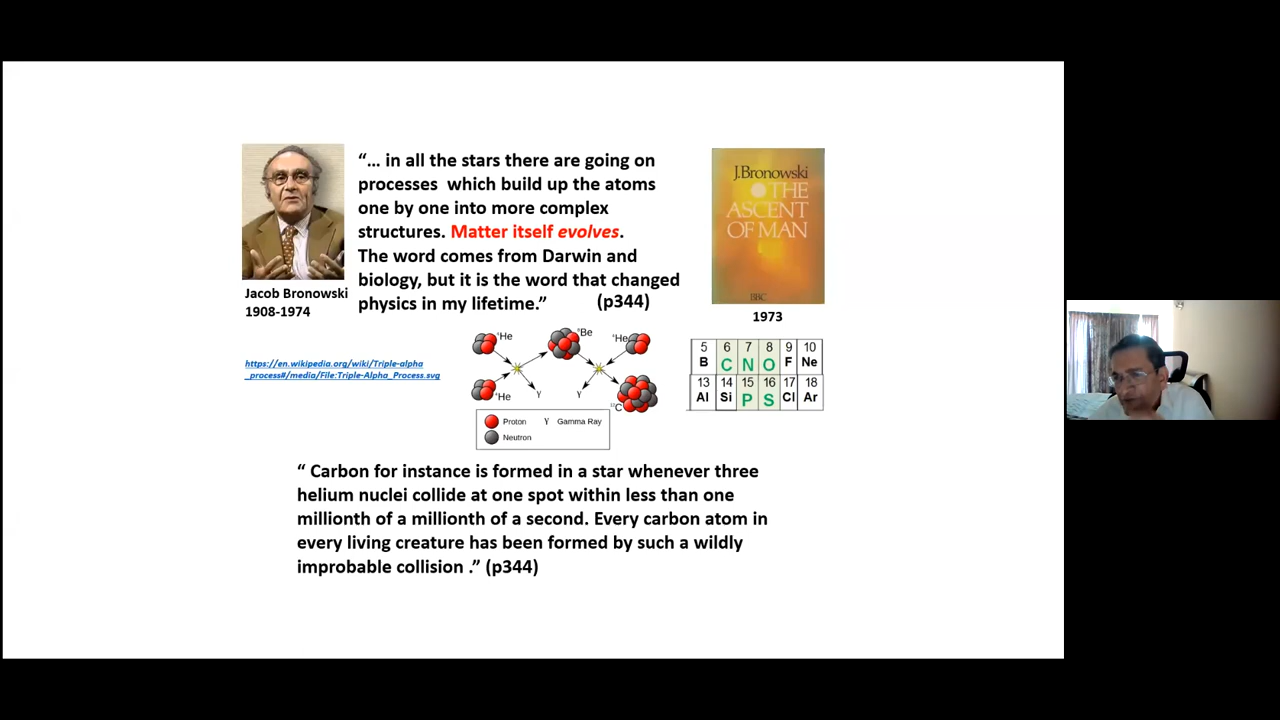 “… in all the stars there are going on
processes which build up the atoms
one by one into more complex
structures. Matter itself evolves.
The word comes from Darwin and
biology, but it is the word that changed
physics in my lifetime.” (p344)
Jacob Bronowski
1908-1974
J.Bronowski
THE
ASCENT
OF MAN
BBC
1973
https://en.wikipedia.org/wiki/Triple-alpha
_process#/media/File:Triple-Alpha_Process.svg
⁴He
⁸Be
⁴He
⁴He
γ
γ
¹²C
Proton γ Gamma Ray
Neutron
5 6 7 8 9 10
B C N O F Ne
13 14 15 16 17 18
Al Si P S Cl Ar
“ Carbon for instance is formed in a star whenever three
helium nuclei collide at one spot within less than one
millionth of a millionth of a second. Every carbon atom in
every living creature has been formed by such a wildly
improbable collision .” (p344)